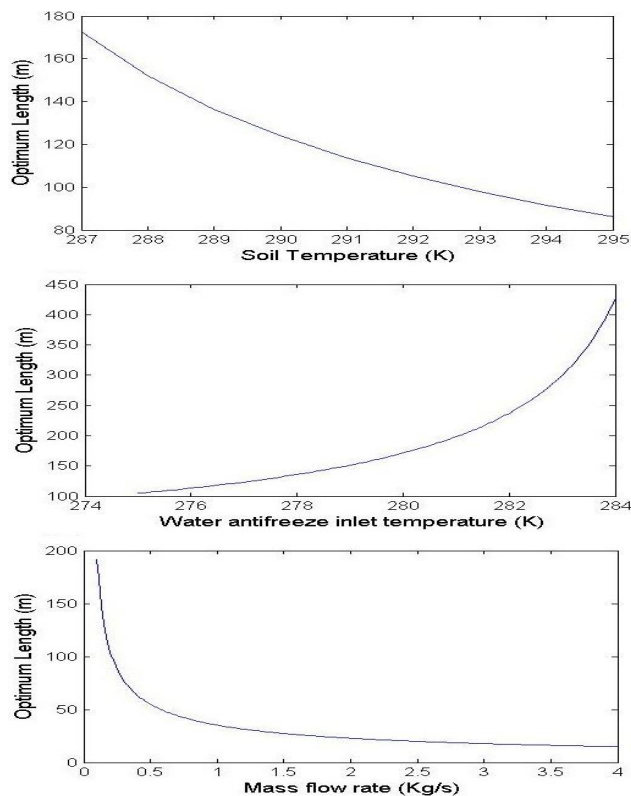 180
160
140
120
100
80
Optimum Length (m)
287 288 289 290 291 292 293 294 295
Soil Temperature (K)
450
400
350
300
250
200
150
100
Optimum Length (m)
274 276 278 280 282 284
Water antifreeze inlet temperature (K)
200
150
100
50
0
Optimum Length (m)
0 0.5 1 1.5 2 2.5 3 3.5 4
Mass flow rate (Kg/s)